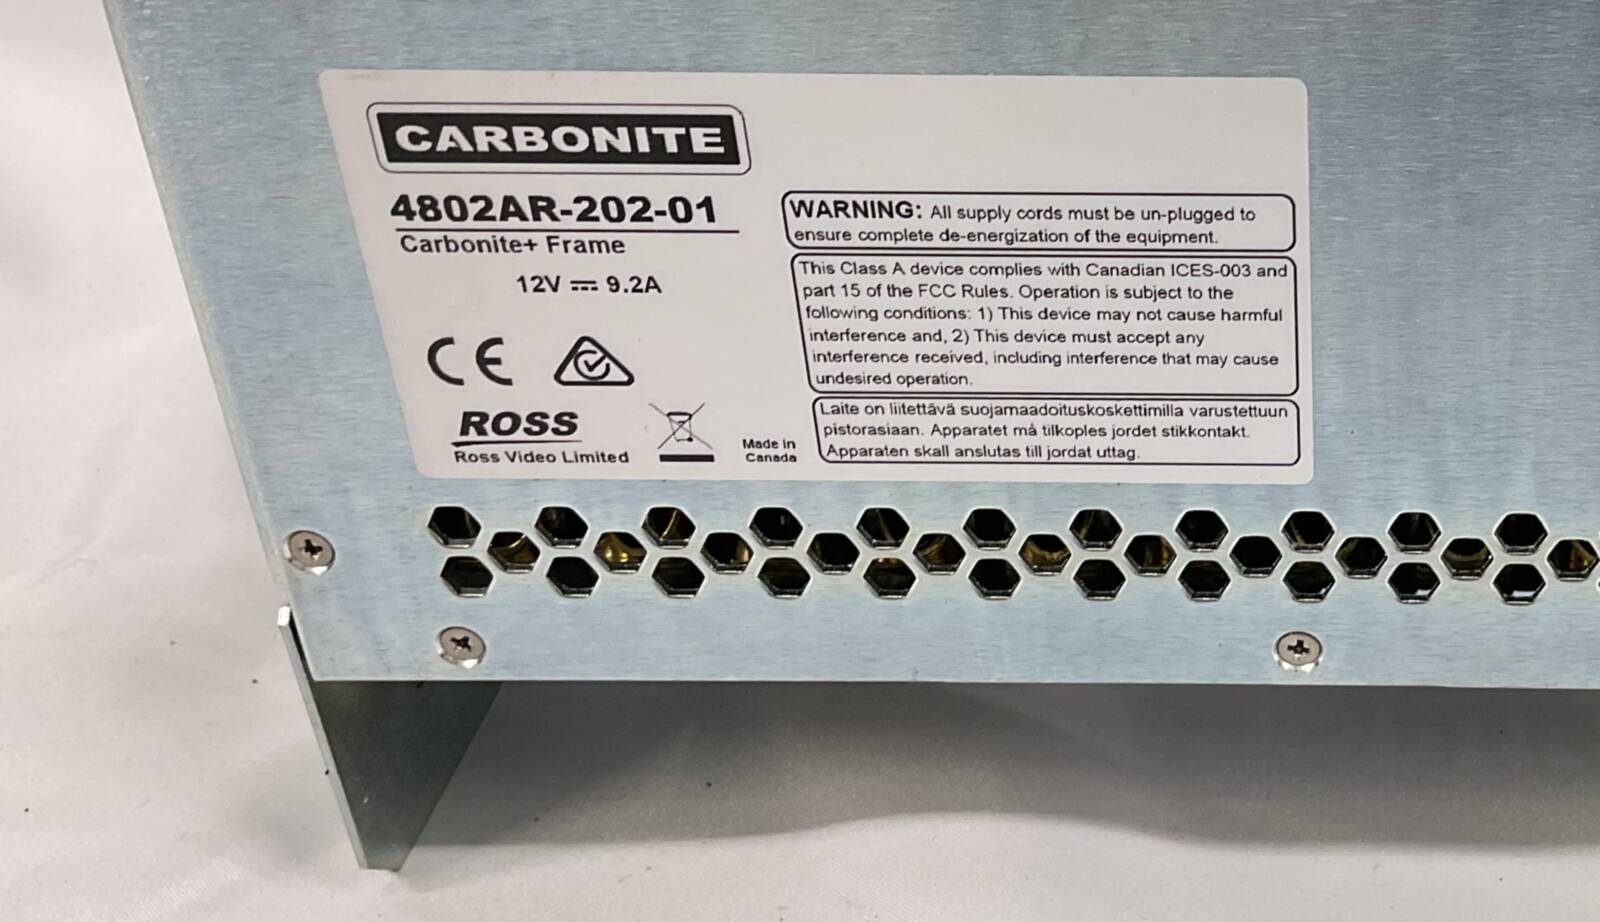 CARBONITE
4802AR-202-01
Carbonite+ Frame
12V ⎓ 9.2A
CE
ROSS
Ross Video Limited
Made in
Canada
WARNING: All supply cords must be un-plugged to
ensure complete de-energization of the equipment.
This Class A device complies with Canadian ICES-003 and
part 15 of the FCC Rules. Operation is subject to the
following conditions: 1) This device may not cause harmful
interference and, 2) This device must accept any
interference received, including interference that may cause
undesired operation.
Laite on liitettävä suojamaadoituskoskettimilla varustettuun
pistorasiaan. Apparatet må tilkoples jordet stikkontakt.
Apparaten skall anslutas till jordat uttag.